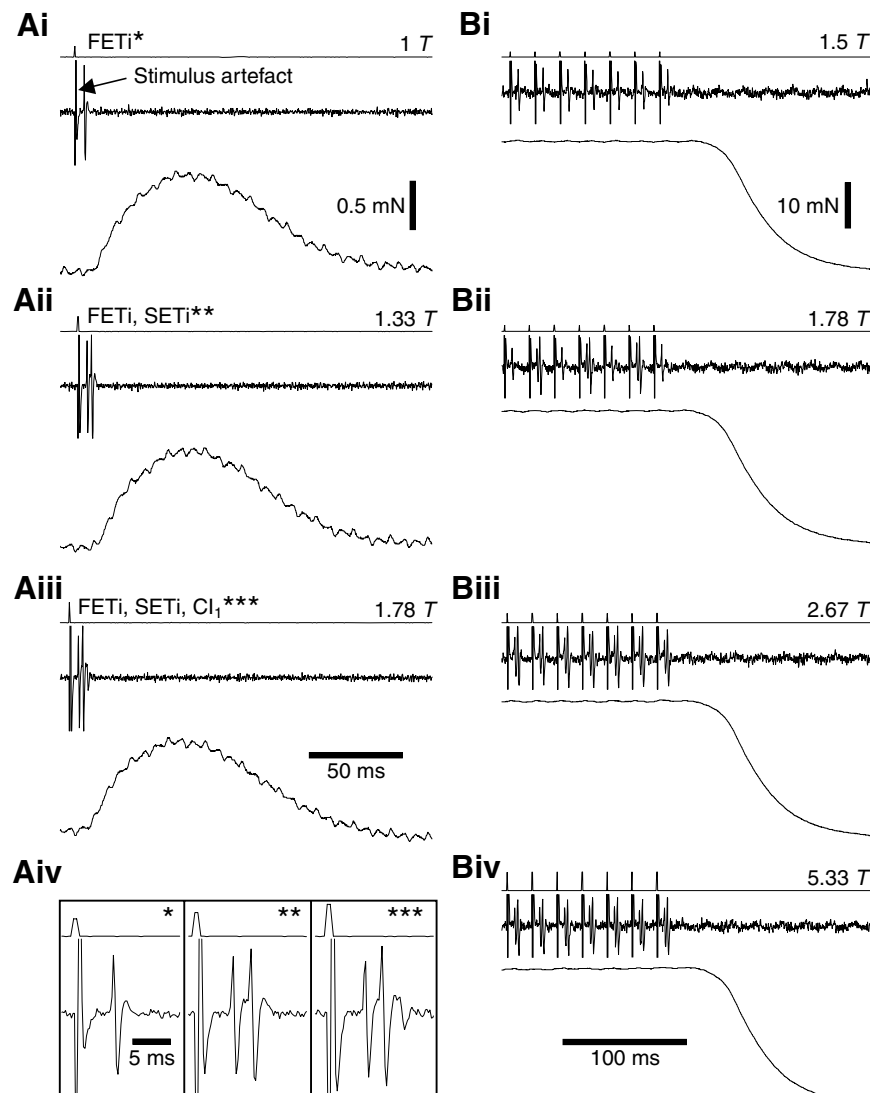 Ai
FETi*
1 T
Stimulus artefact
0.5 mN
Aii
FETi, SETi**
1.33 T
Aiii
FETi, SETi, CI₁***
1.78 T
50 ms
Aiv
*
**
***
5 ms
Bi
1.5 T
10 mN
Bii
1.78 T
Biii
2.67 T
Biv
5.33 T
100 ms